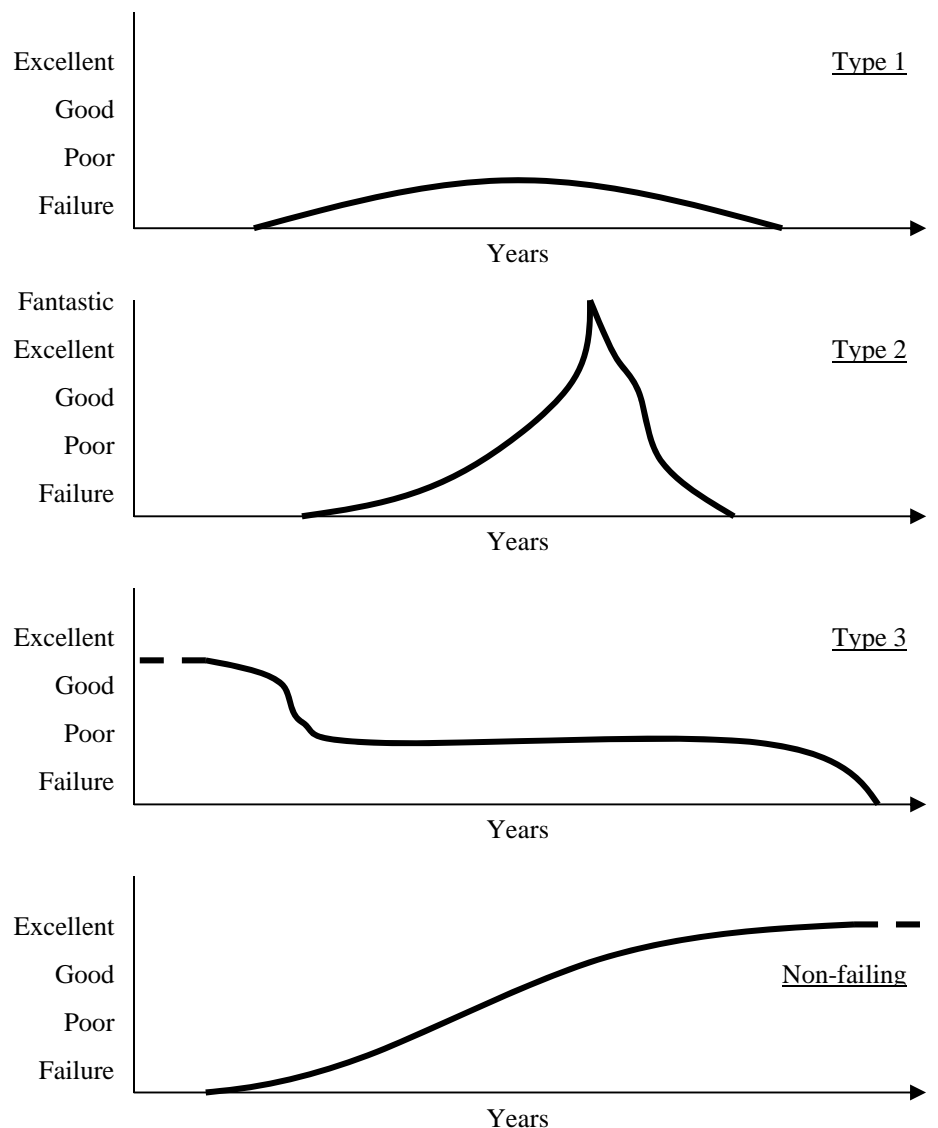 Excellent
Type 1
Good
Poor
Failure
Years
Fantastic
Excellent
Type 2
Good
Poor
Failure
Years
Excellent
Type 3
Good
Poor
Failure
Years
Excellent
Good
Non-failing
Poor
Failure
Years